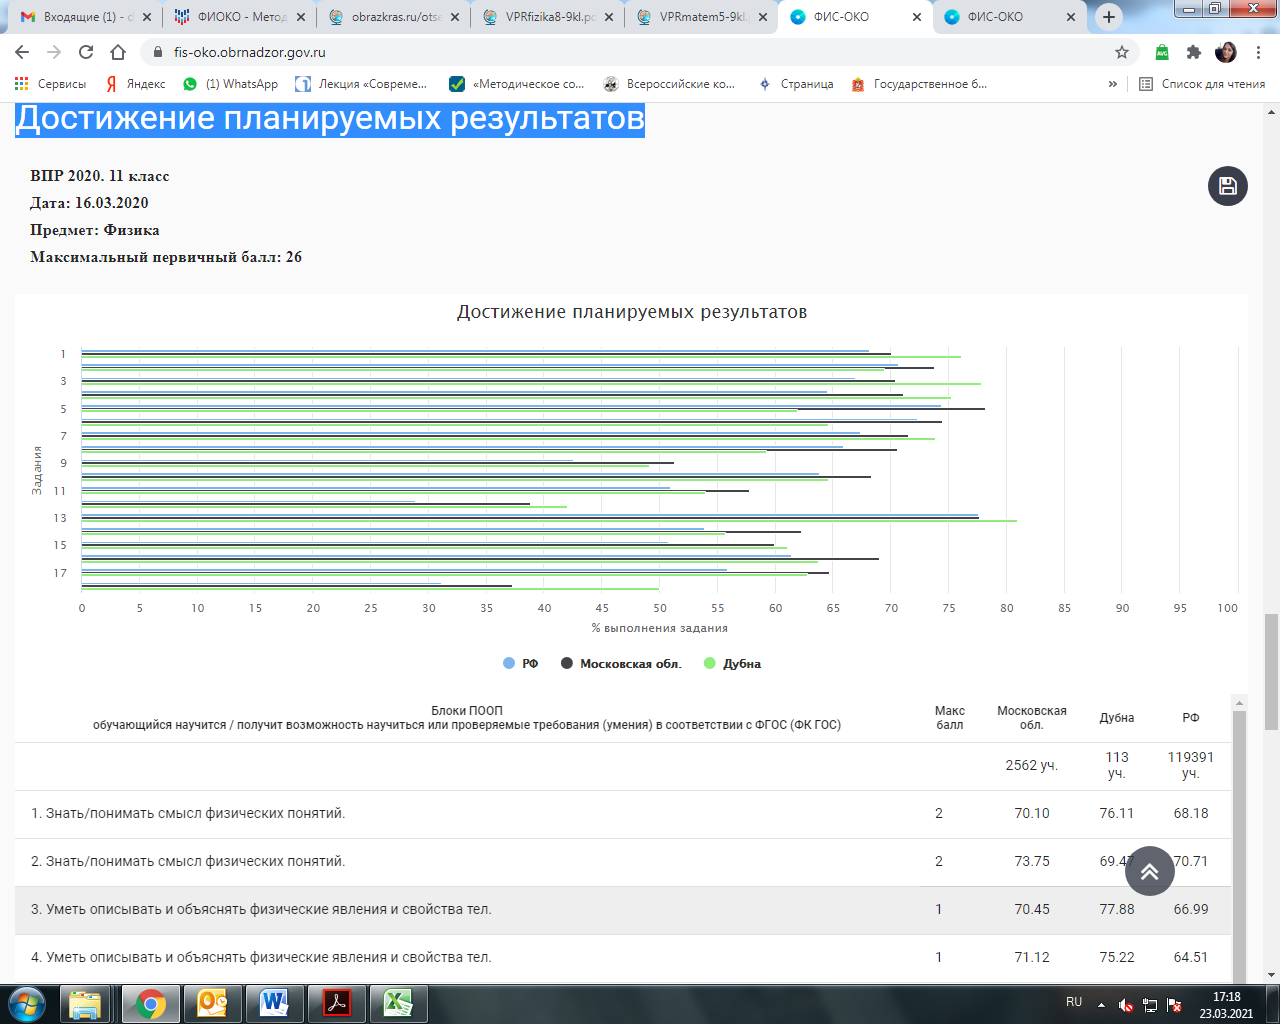 Входящие (1) - d
ФИОКО - Метод
obrazkras.ru/otse
VPRfizika8-9kl.pd
VPRmatem5-9kl.p
ФИС-ОКО
ФИС-ОКО
fis-oko.obrnadzor.gov.ru
Сервисы
Яндекс
(1) WhatsApp
Лекция «Совреме...
«Методическое со...
Всероссийские ко...
Страница
Государственное б...
»
Список для чтения
Достижение планируемых результатов
ВПР 2020. 11 класс
Дата: 16.03.2020
Предмет: Физика
Максимальный первичный балл: 26
Достижение планируемых результатов
Задания
1
3
5
7
9
11
13
15
17
0 5 10 15 20 25 30 35 40 45 50 55 60 65 70 75 80 85 90 95 100
% выполнения задания
РФ Московская обл. Дубна
Блоки ПООП
обучающийся научится / получит возможность научиться или проверяемые требования (умения) в соответствии с ФГОС (ФК ГОС)
Макс
балл
Московская
обл.
Дубна
РФ
2562 уч.
113
уч.
119391
уч.
1. Знать/понимать смысл физических понятий. 2 70.10 76.11 68.18
2. Знать/понимать смысл физических понятий. 2 73.75 69.47 70.71
3. Уметь описывать и объяснять физические явления и свойства тел. 1 70.45 77.88 66.99
4. Уметь описывать и объяснять физические явления и свойства тел. 1 71.12 75.22 64.51
RU
17:18
23.03.2021